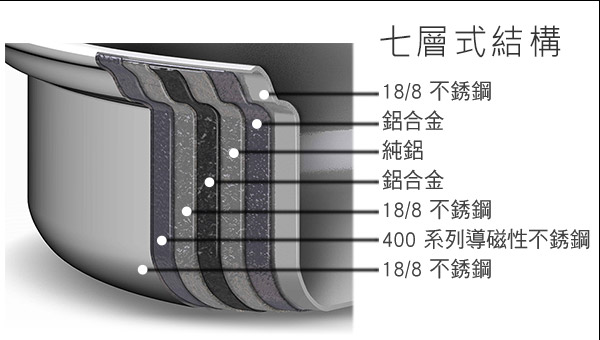 七層式結構
18/8 不銹鋼
鋁合金
純鋁
鋁合金
18/8 不銹鋼
400 系列導磁性不銹鋼
18/8 不銹鋼